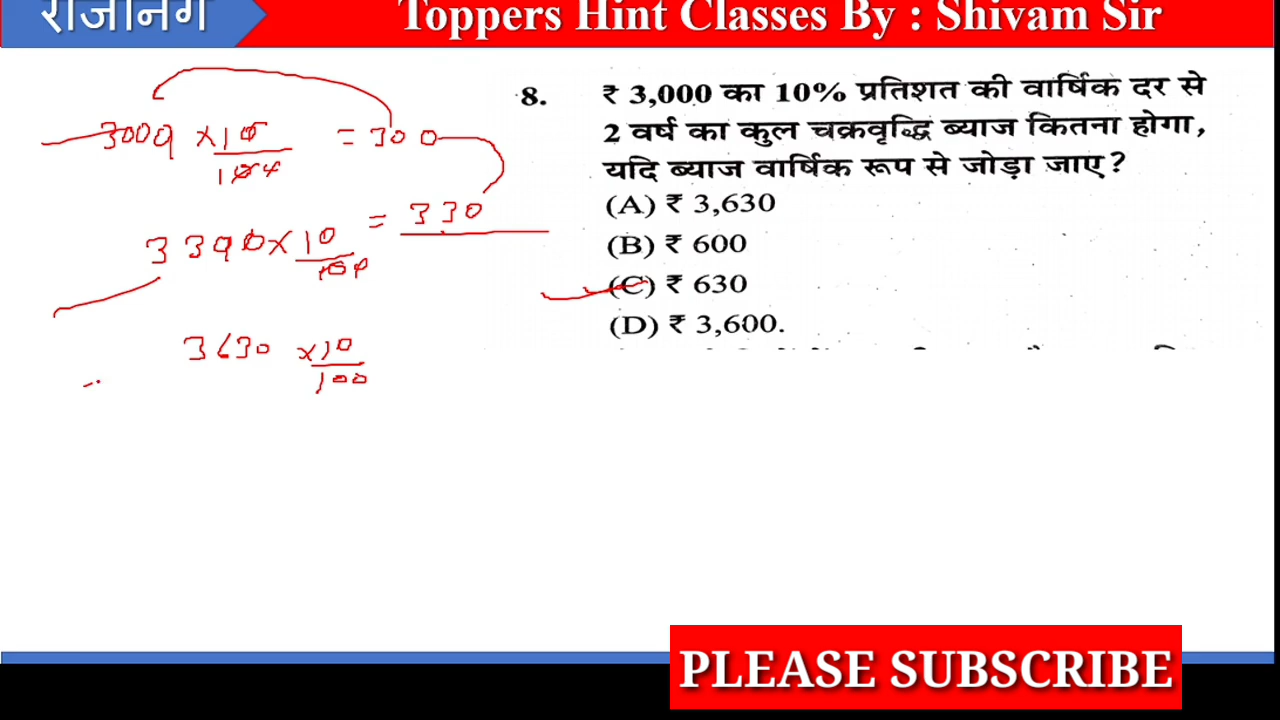 Toppers Hint Classes By : Shivam Sir
8. ₹ 3,000 का 10% प्रतिशत की वार्षिक दर से
2 वर्ष का कुल चक्रवृद्धि ब्याज कितना होगा,
यदि ब्याज वार्षिक रूप से जोड़ा जाए?
(A) ₹ 3,630
(B) ₹ 600
(C) ₹ 630
(D) ₹ 3,600.
3000 × 10 = 300
100
= 330
3300 × 10
100
3630 × 10
100
PLEASE SUBSCRIBE